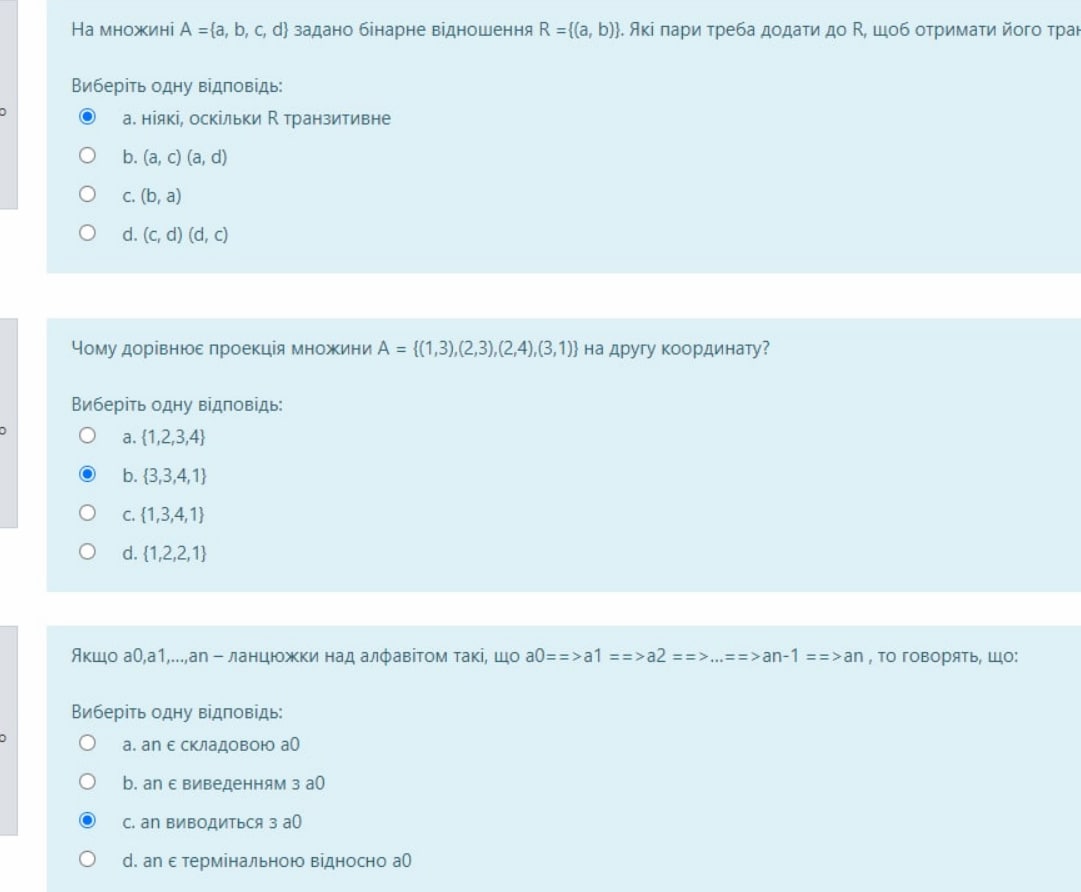 На множині A ={a, b, c, d} задано бінарне відношення R ={(a, b)}. Які пари треба додати до R, щоб отримати його
Виберіть одну відповідь:
a. ніякі, оскільки R транзитивне
b. (a, c) (a, d)
c. (b, a)
d. (c, d) (d, c)
Чому дорівнює проекція множини A = {(1,3),(2,3),(2,4),(3,1)} на другу координату?
Виберіть одну відповідь:
a. {1,2,3,4}
b. {3,3,4,1}
c. {1,3,4,1}
d. {1,2,2,1}
Якщо a0,a1,...,an – ланцюжки над алфавітом такі, що a0==>a1 ==>a2 ==>...==>an-1 ==>an , то говорять, що:
Виберіть одну відповідь:
a. an є складовою a0
b. an є виведенням з a0
c. an виводиться з a0
d. an є термінальною відносно a0